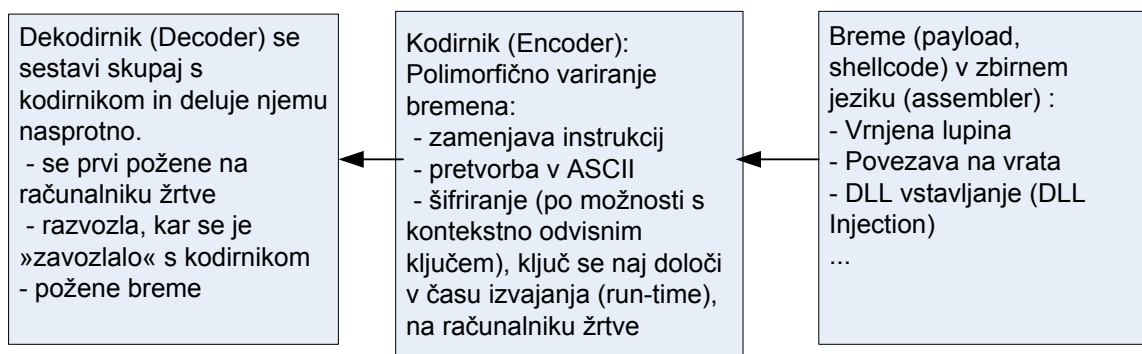 Dekodirnik (Decoder) se
sestavi skupaj s
kodirnikom in deluje njemu
nasprotno.
- se prvi požene na
računalniku žrtve
- razvozla, kar se je
»zavozlalo« s kodirnikom
- požene breme
Kodirnik (Encoder):
Polimorfično variranje
bremena:
- zamenjava instrukcij
- pretvorba v ASCII
- šifriranje (po možnosti s
kontekstno odvisnim
ključem), ključ se naj določi
v času izvajanja (run-time),
na računalniku žrtve
Breme (payload,
shellcode) v zbirnem
jeziku (assembler) :
- Vrnjena lupina
- Povezava na vrata
- DLL vstavljanje (DLL
Injection)
...